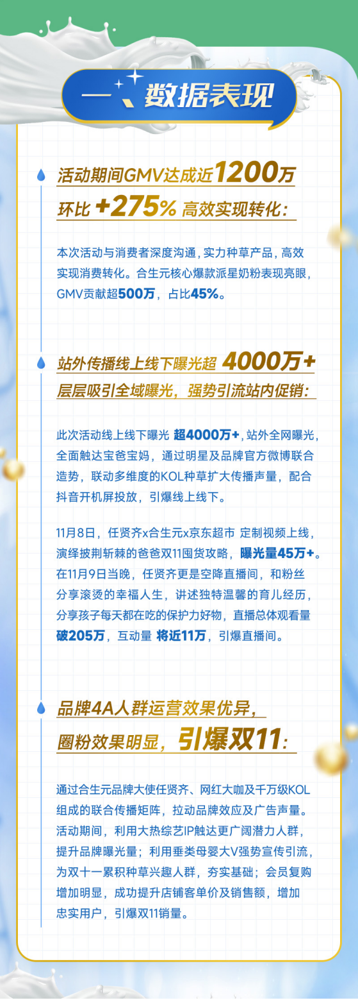 一、数据表现
活动期间GMV达成近1200万
环比 +275% 高效实现转化：
本次活动与消费者深度沟通，实力种草产品，高效
实现消费转化。合生元核心爆款派星奶粉表现亮眼，
GMV贡献超500万，占比45%。
站外传播线上线下曝光超 4000万+
层层吸引全域曝光，强势引流站内促销：
此次活动线上线下曝光 超4000万+，站外全网曝光，
全面触达宝爸宝妈，通过明星及品牌官方微博联合
造势，联动多维度的KOL种草扩大传播声量，配合
抖音开机屏投放，引爆线上线下。
11月8日，任贤齐x合生元x京东超市 定制视频上线，
演绎披荆斩棘的爸爸双11囤货攻略，曝光量45万+。
在11月9日当晚，任贤齐更是空降直播间，和粉丝
分享滚烫的幸福人生，讲述独特温馨的育儿经历，
分享孩子每天都在吃的保护力好物，直播总体观看量
破205万，互动量 将近11万，引爆直播间。
品牌4A人群运营效果优异，
圈粉效果明显，引爆双11：
通过合生元品牌大使任贤齐、网红大咖及千万级KOL
组成的联合传播矩阵，拉动品牌效应及广告声量。
活动期间，利用大热综艺IP触达更广阔潜力人群，
提升品牌曝光量；利用垂类母婴大V强势宣传引流，
为双十一累积种草兴趣人群，夯实基础；会员复购
增加明显，成功提升店铺客单价及销售额，增加
忠实用户，引爆双11销量。